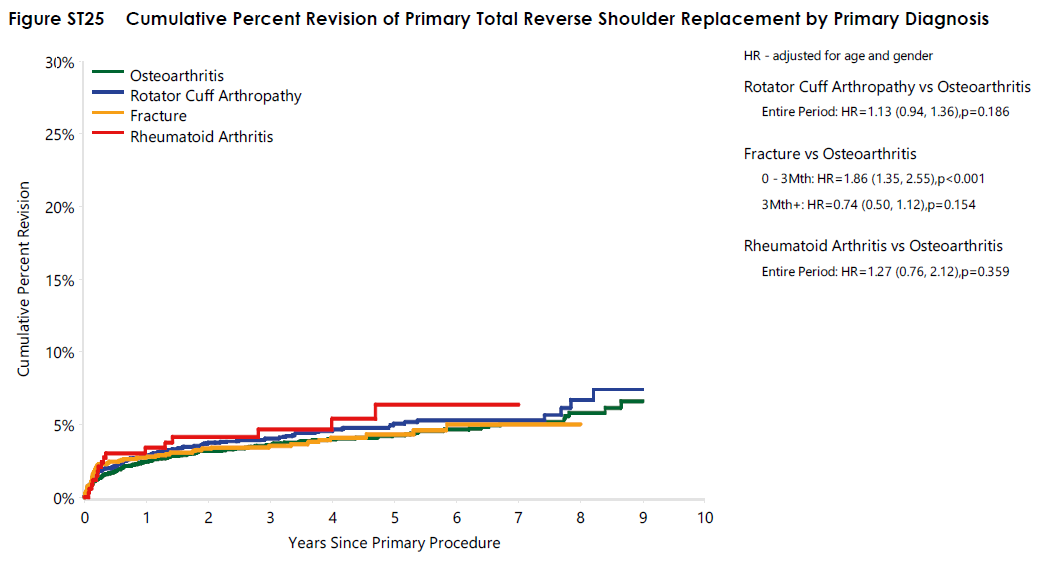 Figure ST25 Cumulative Percent Revision of Primary Total Reverse Shoulder Replacement by Primary Diagnosis
30%
25%
20%
15%
10%
5%
0%
Cumulative Percent Revision
Osteoarthritis
Rotator Cuff Arthropathy
Fracture
Rheumatoid Arthritis
0 1 2 3 4 5 6 7 8 9 10
Years Since Primary Procedure
HR - adjusted for age and gender
Rotator Cuff Arthropathy vs Osteoarthritis
Entire Period: HR=1.13 (0.94, 1.36),p=0.186
Fracture vs Osteoarthritis
0 - 3Mth: HR=1.86 (1.35, 2.55),p<0.001
3Mth+: HR=0.74 (0.50, 1.12),p=0.154
Rheumatoid Arthritis vs Osteoarthritis
Entire Period: HR=1.27 (0.76, 2.12),p=0.359